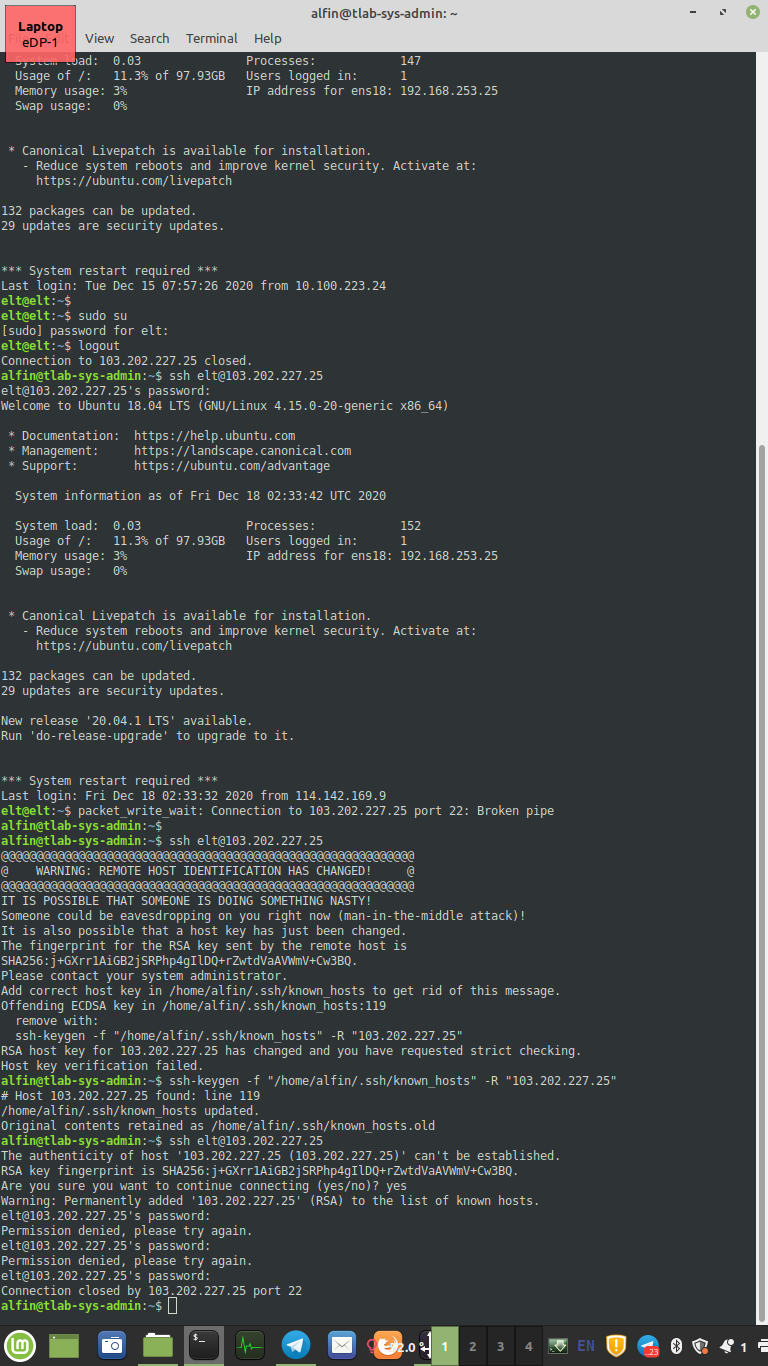 alfin@tlab-sys-admin: ~
Laptop
eDP-1
View Search Terminal Help
System load: 0.03 Processes: 147
Usage of /: 11.3% of 97.93GB Users logged in: 1
Memory usage: 3% IP address for ens18: 192.168.253.25
Swap usage: 0%
* Canonical Livepatch is available for installation.
- Reduce system reboots and improve kernel security. Activate at:
https://ubuntu.com/livepatch
132 packages can be updated.
29 updates are security updates.
*** System restart required ***
Last login: Tue Dec 15 07:57:26 2020 from 10.100.223.24
elt@elt:~$
elt@elt:~$ sudo su
[sudo] password for elt:
elt@elt:~$ logout
Connection to 103.202.227.25 closed.
alfin@tlab-sys-admin:~$ ssh elt@103.202.227.25
elt@103.202.227.25's password:
Welcome to Ubuntu 18.04 LTS (GNU/Linux 4.15.0-20-generic x86_64)
* Documentation: https://help.ubuntu.com
* Management: https://landscape.canonical.com
* Support: https://ubuntu.com/advantage
System information as of Fri Dec 18 02:33:42 UTC 2020
System load: 0.03 Processes: 152
Usage of /: 11.3% of 97.93GB Users logged in: 1
Memory usage: 3% IP address for ens18: 192.168.253.25
Swap usage: 0%
* Canonical Livepatch is available for installation.
- Reduce system reboots and improve kernel security. Activate at:
https://ubuntu.com/livepatch
132 packages can be updated.
29 updates are security updates.
New release '20.04.1 LTS' available.
Run 'do-release-upgrade' to upgrade to it.
*** System restart required ***
Last login: Fri Dec 18 02:33:32 2020 from 114.142.169.9
elt@elt:~$ packet_write_wait: Connection to 103.202.227.25 port 22: Broken pipe
alfin@tlab-sys-admin:~$
alfin@tlab-sys-admin:~$ ssh elt@103.202.227.25
@@@@@@@@@@@@@@@@@@@@@@@@@@@@@@@@@@@@@@@@@@@@@@@@@@@@@@@@@@@
@ WARNING: REMOTE HOST IDENTIFICATION HAS CHANGED! @
@@@@@@@@@@@@@@@@@@@@@@@@@@@@@@@@@@@@@@@@@@@@@@@@@@@@@@@@@@@
IT IS POSSIBLE THAT SOMEONE IS DOING SOMETHING NASTY!
Someone could be eavesdropping on you right now (man-in-the-middle attack)!
It is also possible that a host key has just been changed.
The fingerprint for the RSA key sent by the remote host is
SHA256:j+GXrr1AiGB2jSRPhp4gIlDQ+rZwtdVaAVWmV+Cw3BQ.
Please contact your system administrator.
Add correct host key in /home/alfin/.ssh/known_hosts to get rid of this message.
Offending ECDSA key in /home/alfin/.ssh/known_hosts:119
remove with:
ssh-keygen -f "/home/alfin/.ssh/known_hosts" -R "103.202.227.25"
RSA host key for 103.202.227.25 has changed and you have requested strict checking.
Host key verification failed.
alfin@tlab-sys-admin:~$ ssh-keygen -f "/home/alfin/.ssh/known_hosts" -R "103.202.227.25"
# Host 103.202.227.25 found: line 119
/home/alfin/.ssh/known_hosts updated.
Original contents retained as /home/alfin/.ssh/known_hosts.old
alfin@tlab-sys-admin:~$ ssh elt@103.202.227.25
The authenticity of host '103.202.227.25 (103.202.227.25)' can't be established.
RSA key fingerprint is SHA256:j+GXrr1AiGB2jSRPhp4gIlDQ+rZwtdVaAVWmV+Cw3BQ.
Are you sure you want to continue connecting (yes/no)? yes
Warning: Permanently added '103.202.227.25' (RSA) to the list of known hosts.
elt@103.202.227.25's password:
Permission denied, please try again.
elt@103.202.227.25's password:
Permission denied, please try again.
elt@103.202.227.25's password:
Connection closed by 103.202.227.25 port 22
alfin@tlab-sys-admin:~$
1 2 3 4 EN 23 1